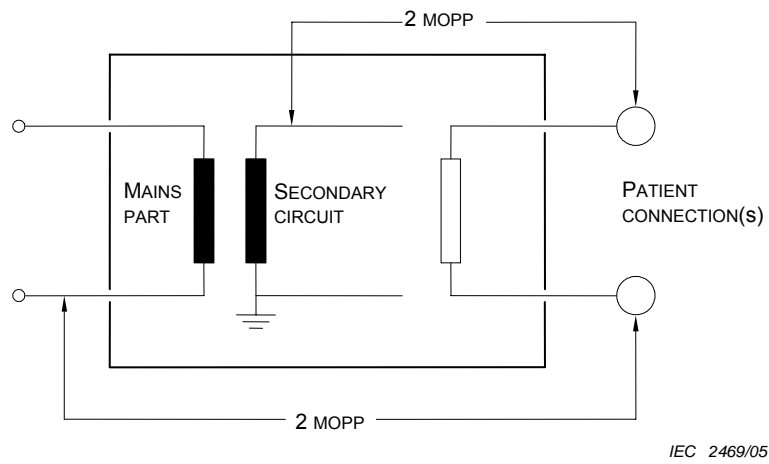 2 MOPP
MAINS
PART
SECONDARY
CIRCUIT
PATIENT
CONNECTION(s)
2 MOPP
IEC 2469/05